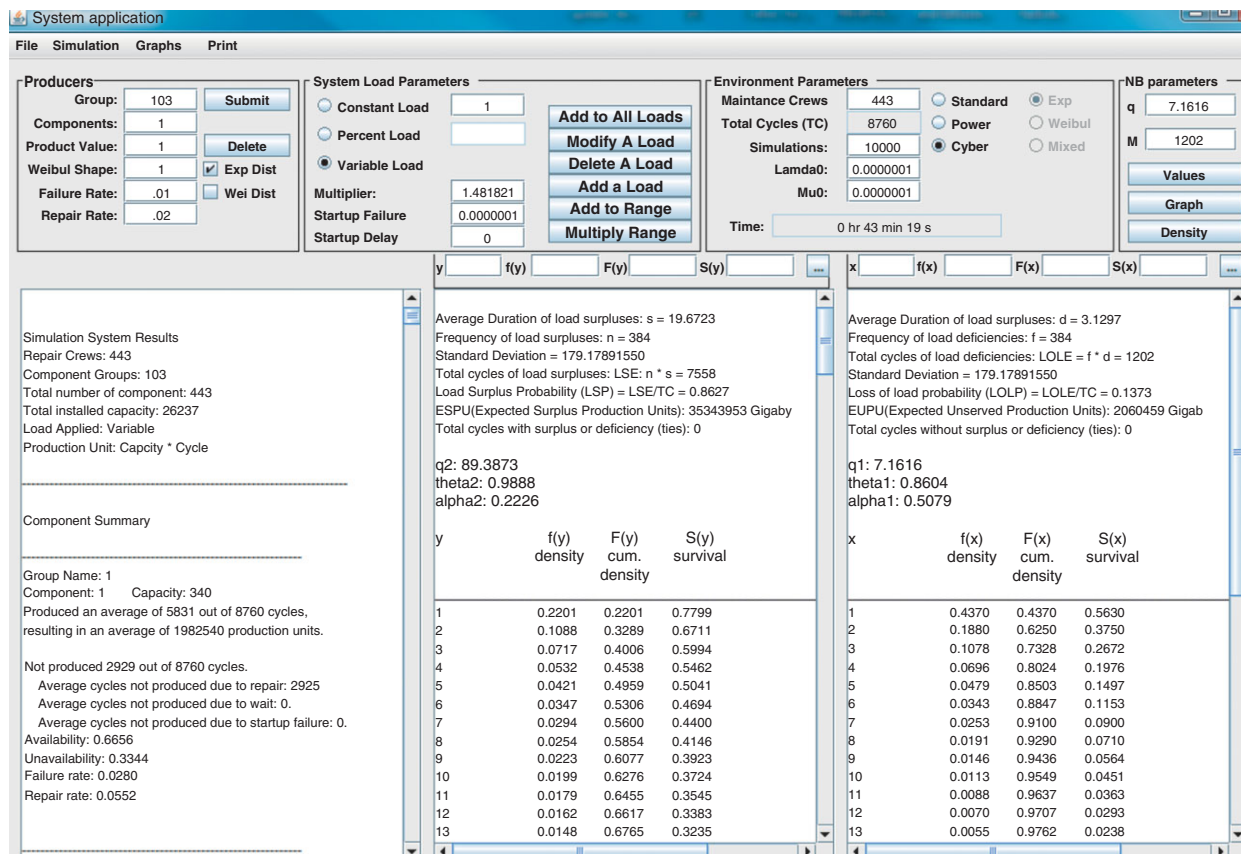 System application
File Simulation Graphs Print
Producers
Group: 103 Submit
Components: 1
Product Value: 1 Delete
Weibul Shape: 1 Exp Dist
Failure Rate: .01 Wei Dist
Repair Rate: .02
System Load Parameters
Constant Load 1
Percent Load
Variable Load
Multiplier: 1.481821
Startup Failure 0.0000001
Startup Delay 0
Add to All Loads
Modify A Load
Delete A Load
Add a Load
Add to Range
Multiply Range
Environment Parameters
Maintance Crews 443 Standard Exp
Total Cycles (TC) 8760 Power Weibul
Simulations: 10000 Cyber Mixed
Lamda0: 0.0000001
Mu0: 0.0000001
Time: 0 hr 43 min 19 s
NB parameters
q 7.1616
M 1202
Values
Graph
Density
y f(y) F(y) S(y) ...
x f(x) F(x) S(x) ...
Simulation System Results
Repair Crews: 443
Component Groups: 103
Total number of component: 443
Total installed capacity: 26237
Load Applied: Variable
Production Unit: Capcity * Cycle
Component Summary
Group Name: 1
Component: 1 Capacity: 340
Produced an average of 5831 out of 8760 cycles,
resulting in an average of 1982540 production units.
Not produced 2929 out of 8760 cycles.
Average cycles not produced due to repair: 2925
Average cycles not produced due to wait: 0.
Average cycles not produced due to startup failure: 0.
Availability: 0.6656
Unavailability: 0.3344
Failure rate: 0.0280
Repair rate: 0.0552
Average Duration of load surpluses: s = 19.6723
Frequency of load surpluses: n = 384
Standard Deviation = 179.17891550
Total cycles of load surpluses: LSE: n * s = 7558
Load Surplus Probability (LSP) = LSE/TC = 0.8627
ESPU(Expected Surplus Production Units): 35343953 Gigaby
Total cycles with surplus or deficiency (ties): 0
q2: 89.3873
theta2: 0.9888
alpha2: 0.2226
y f(y) F(y) S(y)
density cum. survival
density
1 0.2201 0.2201 0.7799
2 0.1088 0.3289 0.6711
3 0.0717 0.4006 0.5994
4 0.0532 0.4538 0.5462
5 0.0421 0.4959 0.5041
6 0.0347 0.5306 0.4694
7 0.0294 0.5600 0.4400
8 0.0254 0.5854 0.4146
9 0.0223 0.6077 0.3923
10 0.0199 0.6276 0.3724
11 0.0179 0.6455 0.3545
12 0.0162 0.6617 0.3383
13 0.0148 0.6765 0.3235
Average Duration of load surpluses: d = 3.1297
Frequency of load deficiencies: f = 384
Total cycles of load deficiencies: LOLE = f * d = 1202
Standard Deviation = 179.17891550
Loss of load probability (LOLP) = LOLE/TC = 0.1373
EUPU(Expected Unserved Production Units): 2060459 Gigab
Total cycles without surplus or deficiency (ties): 0
q1: 7.1616
theta1: 0.8604
alpha1: 0.5079
x f(x) F(x) S(x)
density cum. survival
density
1 0.4370 0.4370 0.5630
2 0.1880 0.6250 0.3750
3 0.1078 0.7328 0.2672
4 0.0696 0.8024 0.1976
5 0.0479 0.8503 0.1497
6 0.0343 0.8847 0.1153
7 0.0253 0.9100 0.0900
8 0.0191 0.9290 0.0710
9 0.0146 0.9436 0.0564
10 0.0113 0.9549 0.0451
11 0.0088 0.9637 0.0363
12 0.0070 0.9707 0.0293
13 0.0055 0.9762 0.0238